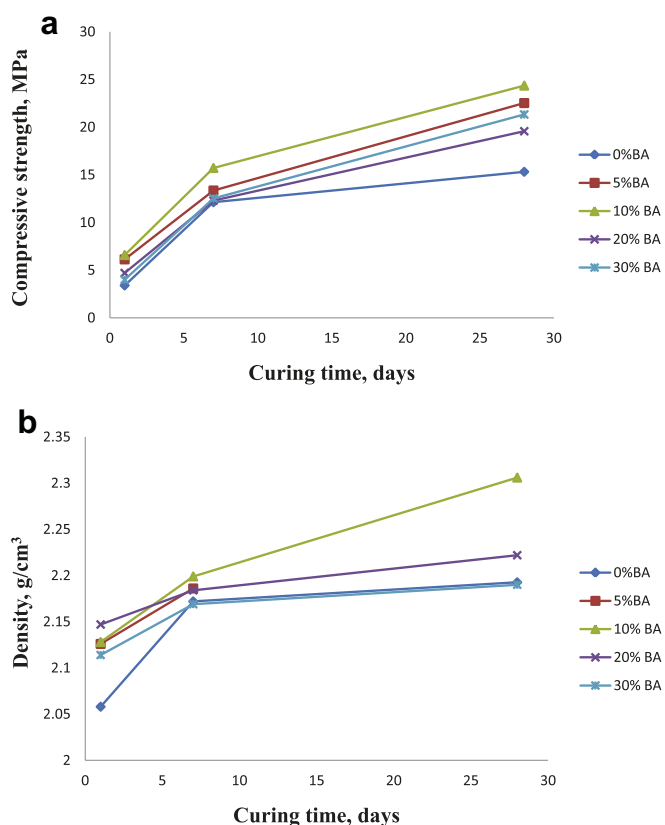 a
Compressive strength, MPa
30
25
20
15
10
5
0
0 5 10 15 20 25 30
Curing time, days
0%BA
5%BA
10% BA
20% BA
30% BA
b
Density, g/cm³
2.35
2.3
2.25
2.2
2.15
2.1
2.05
2
0 5 10 15 20 25 30
Curing time, days
0%BA
5%BA
10% BA
20% BA
30% BA